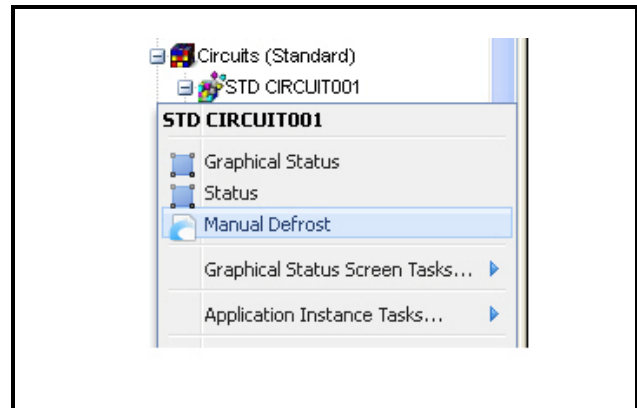 Circuits (Standard)
STD CIRCUIT001
STD CIRCUIT001
Graphical Status
Status
Manual Defrost
Graphical Status Screen Tasks...
Application Instance Tasks...